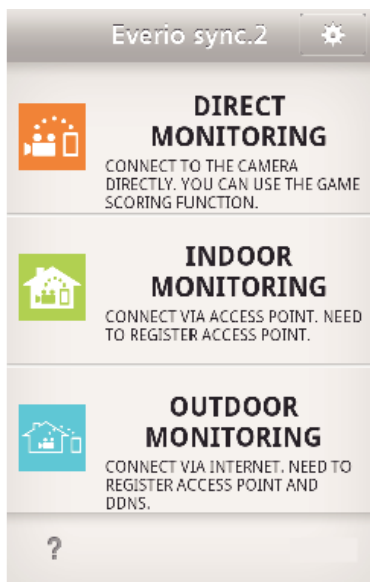 Everio sync.2
DIRECT
MONITORING
CONNECT TO THE CAMERA
DIRECTLY. YOU CAN USE THE GAME
SCORING FUNCTION.
INDOOR
MONITORING
CONNECT VIA ACCESS POINT. NEED
TO REGISTER ACCESS POINT.
OUTDOOR
MONITORING
CONNECT VIA INTERNET. NEED TO
REGISTER ACCESS POINT AND
DDNS.
?